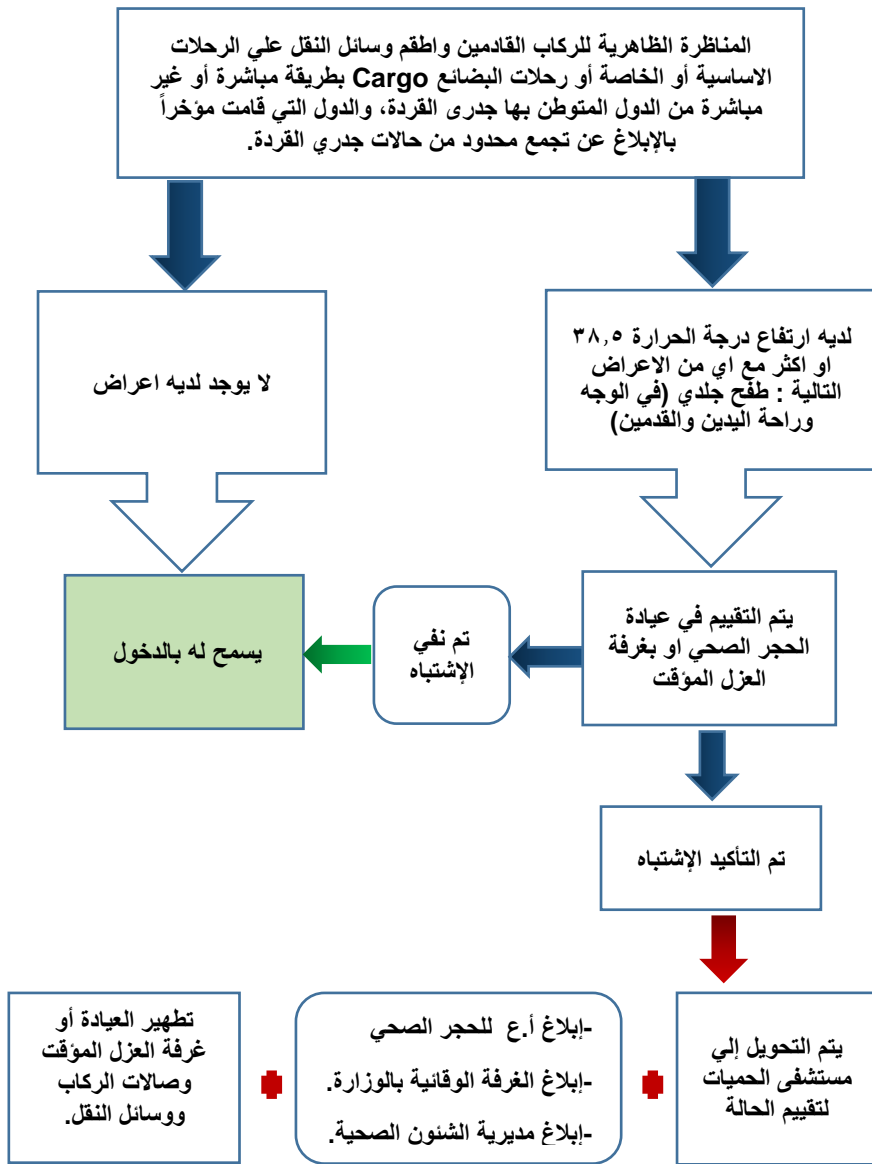 المناظرة الظاهرية للركاب القادمين واطقم وسائل النقل علي الرحلات
الاساسية أو الخاصة أو رحلات البضائع Cargo بطريقة مباشرة أو غير
مباشرة من الدول المتوطن بها جدرى القردة، والدول التي قامت مؤخراً
بالإبلاغ عن تجمع محدود من حالات جدري القردة.
لديه ارتفاع درجة الحرارة ٣٨,٥
او اكثر مع اي من الاعراض
التالية : طفح جلدي (في الوجه
وراحة اليدين والقدمين)
لا يوجد لديه اعراض
يتم التقييم في عيادة
الحجر الصحي او بغرفة
العزل المؤقت
تم نفي
الإشتباه
يسمح له بالدخول
تم التأكيد الإشتباه
يتم التحويل إلي
مستشفى الحميات
لتقييم الحالة
-إبلاغ أ.ع للحجر الصحي
-إبلاغ الغرفة الوقائية بالوزارة.
-إبلاغ مديرية الشئون الصحية.
تطهير العيادة أو
غرفة العزل المؤقت
وصالات الركاب
ووسائل النقل.